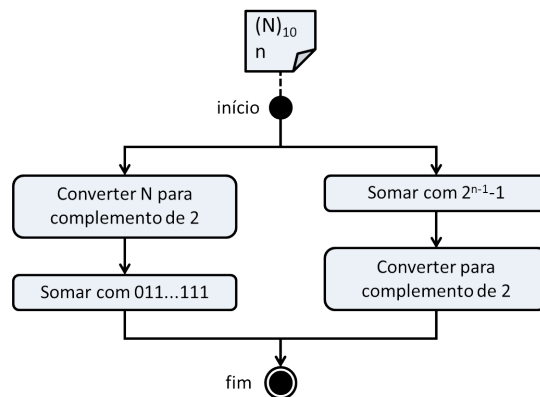 (N)₁₀
n
início
Converter N para
complemento de 2
Somar com 011...111
Somar com 2ⁿ⁻¹-1
Converter para
complemento de 2
fim